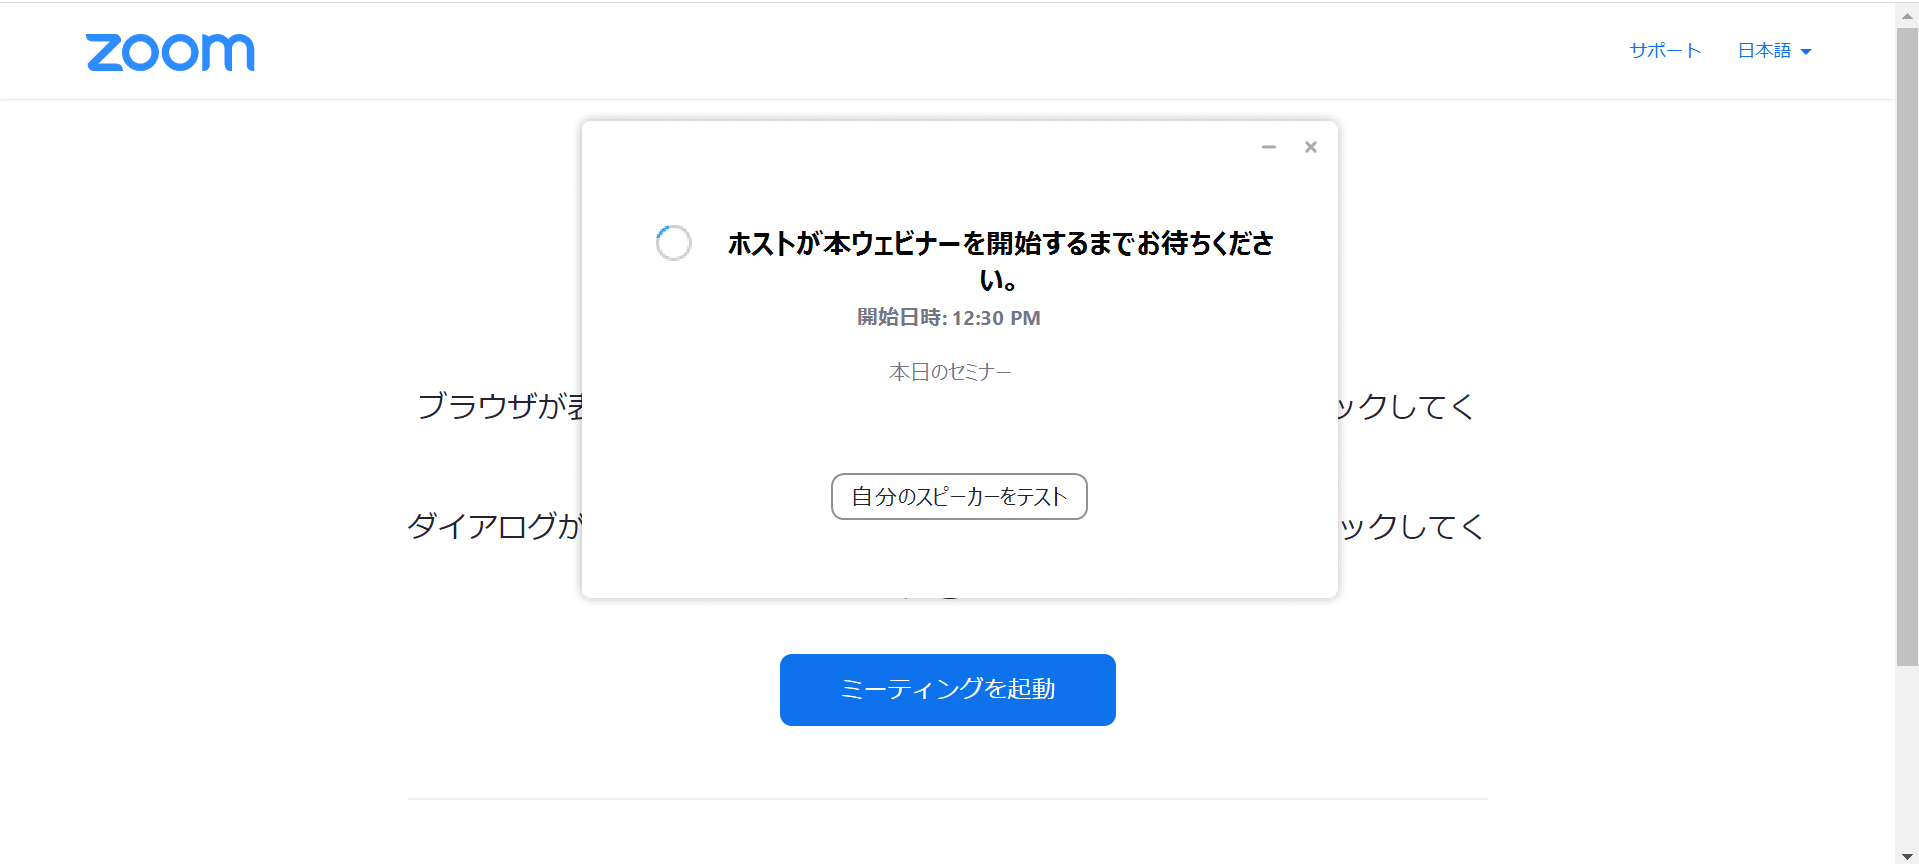 zoom
サポート
日本語
ホストが本ウェビナーを開始するまでお待ちくださ
い。
開始日時: 12:30 PM
本日のセミナー
ブラウザが
ックしてく
自分のスピーカーをテスト
ダイアログが
ックしてく
ミーティングを起動